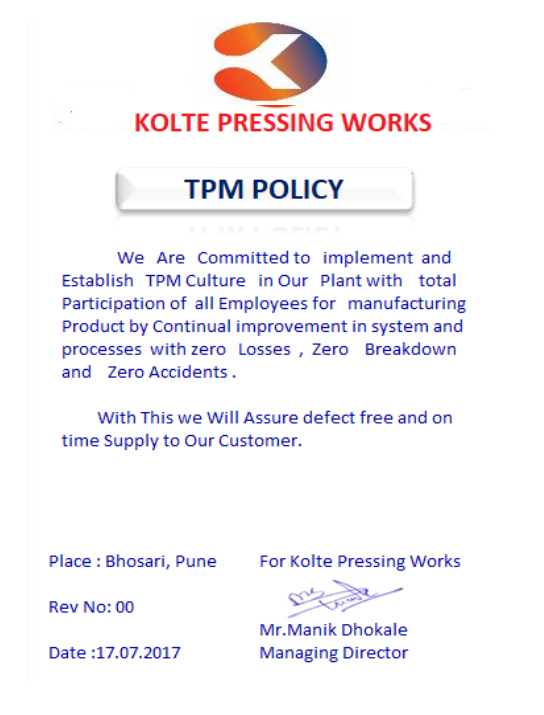 KOLTE PRESSING WORKS
TPM POLICY
We Are Committed to implement and
Establish TPM Culture in Our Plant with total
Participation of all Employees for manufacturing
Product by Continual improvement in system and
processes with zero Losses , Zero Breakdown
and Zero Accidents .
With This we Will Assure defect free and on
time Supply to Our Customer.
Place : Bhosari, Pune
For Kolte Pressing Works
Rev No: 00
Mr.Manik Dhokale
Date :17.07.2017
Managing Director